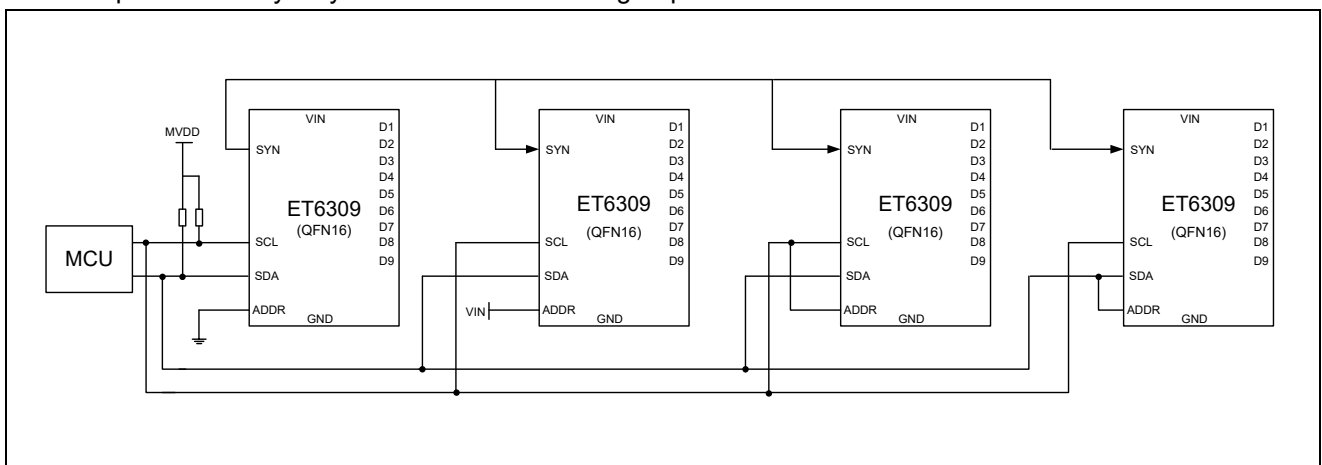 MVDD
MCU
VIN
SYN
D1
D2
D3
D4
D5
D6
D7
D8
D9
ET6309
(QFN16)
SCL
SDA
ADDR
GND
VIN
VIN
SYN
D1
D2
D3
D4
D5
D6
D7
D8
D9
ET6309
(QFN16)
SCL
SDA
ADDR
GND
VIN
SYN
D1
D2
D3
D4
D5
D6
D7
D8
D9
ET6309
(QFN16)
SCL
SDA
ADDR
GND
VIN
SYN
D1
D2
D3
D4
D5
D6
D7
D8
D9
ET6309
(QFN16)
SCL
SDA
ADDR
GND